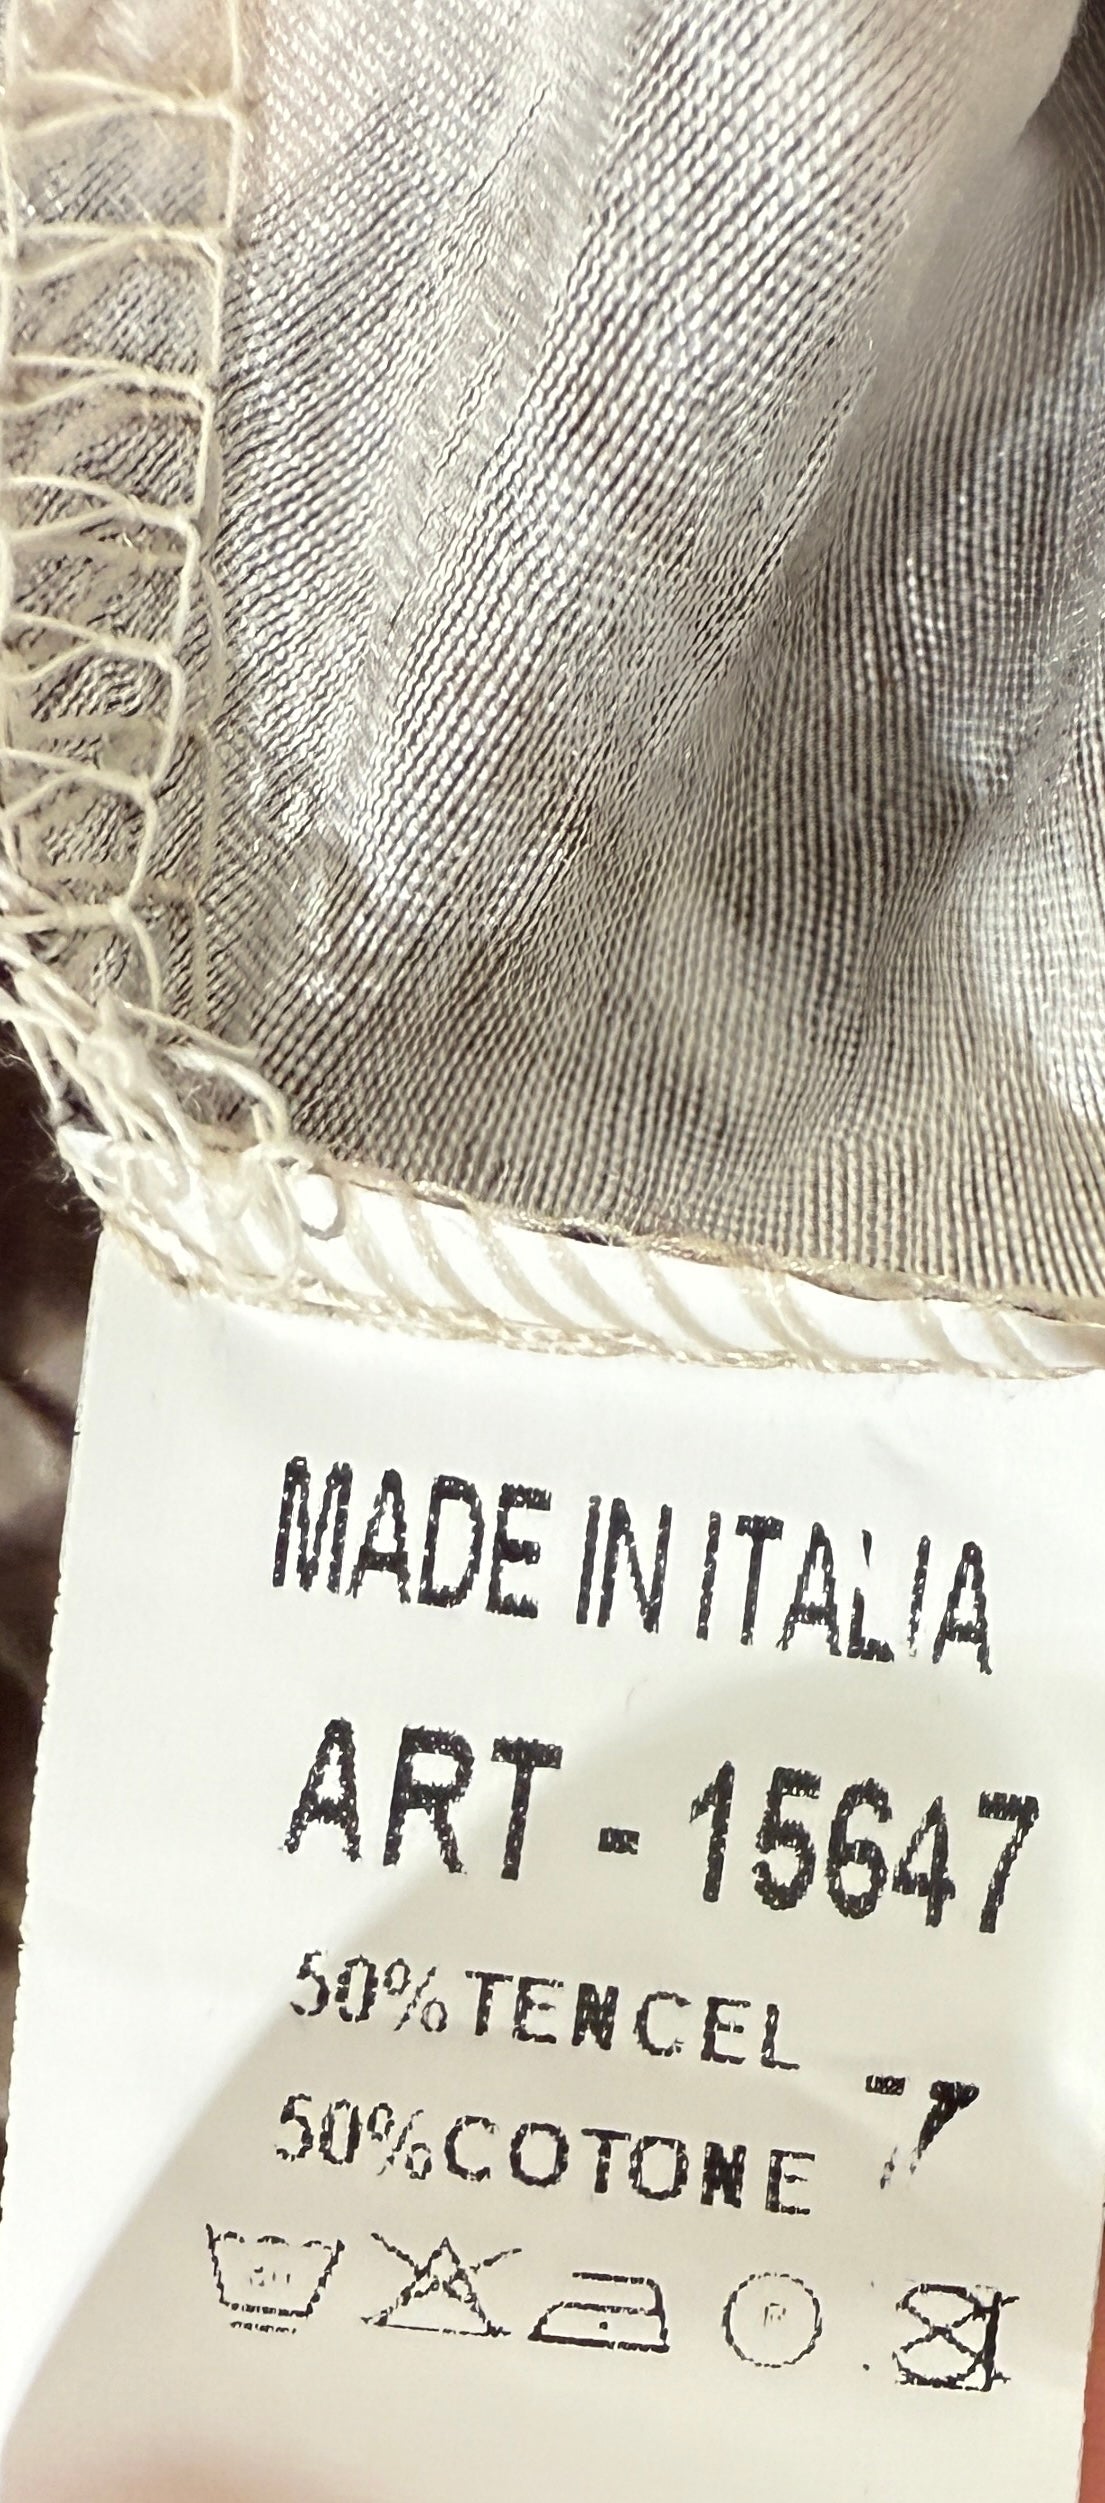 MADE IN ITALIA
ART - 15647
50% TENCEL
50% COTONE